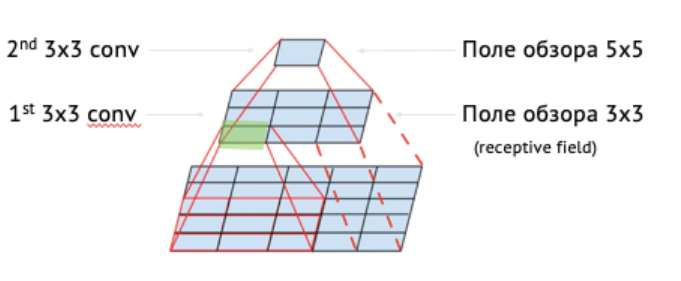 2nd 3x3 conv
Поле обзора 5x5
1st 3x3 conv
Поле обзора 3x3
(receptive field)